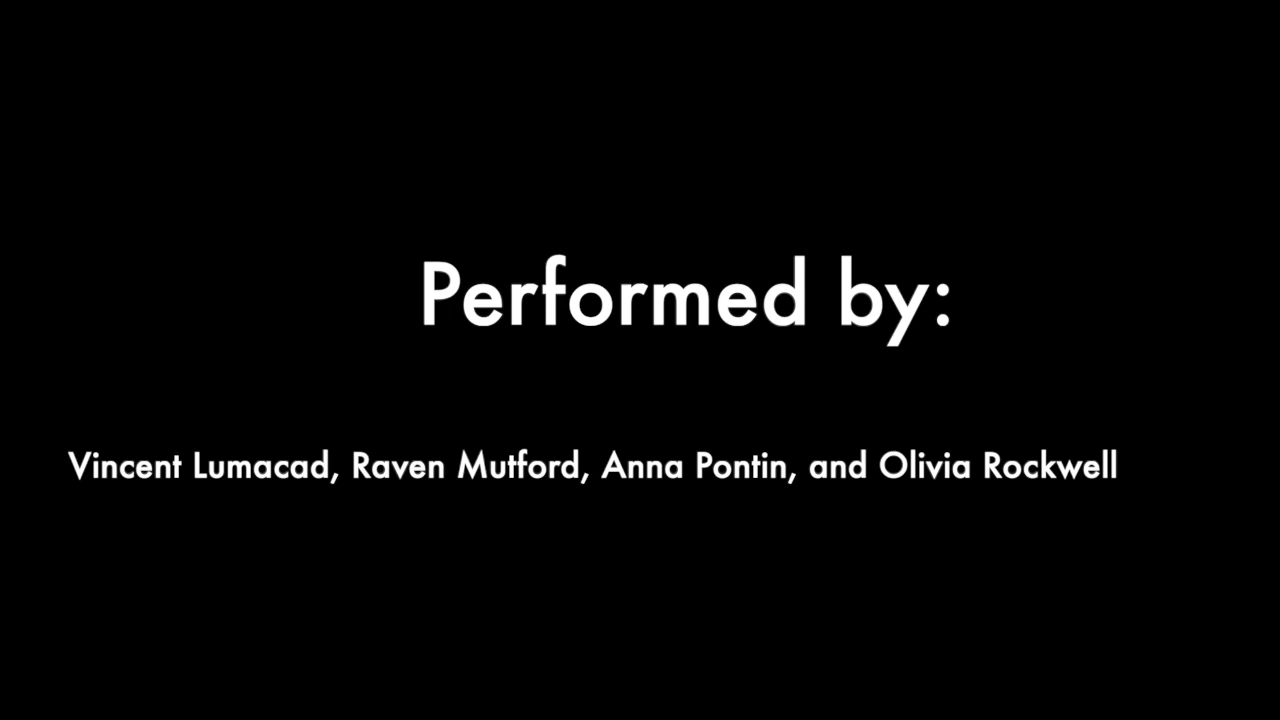 Performed by:
Vincent Lumacad, Raven Mutford, Anna Pontin, and Olivia Rockwell